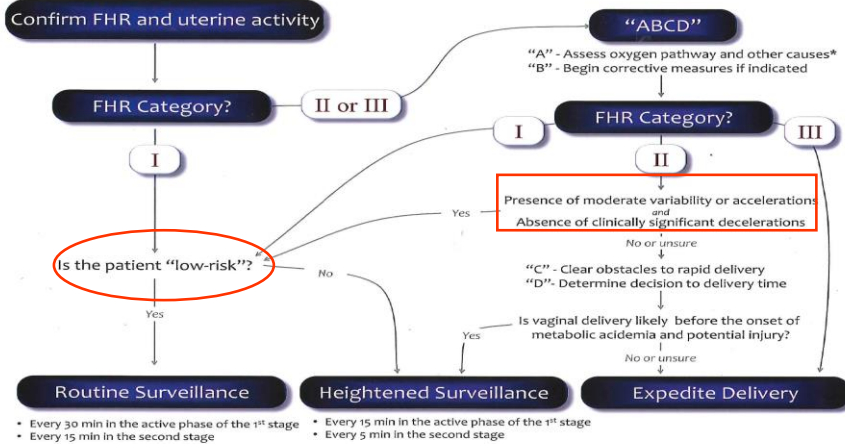 Confirm FHR and uterine activity
"ABCD"
"A" - Assess oxygen pathway and other causes*
"B" - Begin corrective measures if indicated
FHR Category?
II or III
FHR Category?
I
III
I
II
Presence of moderate variability or accelerations
and
Absence of clinically significant decelerations
Yes
No or unsure
Is the patient "low-risk"?
No
"C" - Clear obstacles to rapid delivery
"D"- Determine decision to delivery time
Yes
Is vaginal delivery likely before the onset of
metabolic acidemia and potential injury?
Yes
No or unsure
Routine Surveillance
Heightened Surveillance
Expedite Delivery
• Every 30 min in the active phase of the 1st stage
• Every 15 min in the second stage
• Every 15 min in the active phase of the 1st stage
• Every 5 min in the second stage